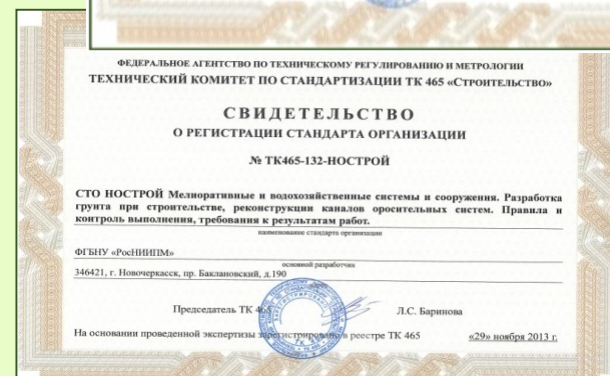 ФЕДЕРАЛЬНОЕ АГЕНТСТВО ПО ТЕХНИЧЕСКОМУ РЕГУЛИРОВАНИЮ И МЕТРОЛОГИИ
ТЕХНИЧЕСКИЙ КОМИТЕТ ПО СТАНДАРТИЗАЦИИ ТК 465 «СТРОИТЕЛЬСТВО»
СВИДЕТЕЛЬСТВО
О РЕГИСТРАЦИИ СТАНДАРТА ОРГАНИЗАЦИИ
№ ТК465-132-НОСТРОЙ
СТО НОСТРОЙ Мелиоративные и водохозяйственные системы и сооружения. Разработка
грунта при строительстве, реконструкции каналов оросительных систем. Правила и
контроль выполнения, требования к результатам работ.
наименование стандарта организации
ФГБНУ «РосНИИПМ»
основной разработчик
346421, г. Новочеркасск, пр. Баклановский, д.190
Председатель ТК 465 Л.С. Баринова
На основании проведенной экспертизы зарегистрировано в реестре ТК 465 «29» ноября 2013 г.